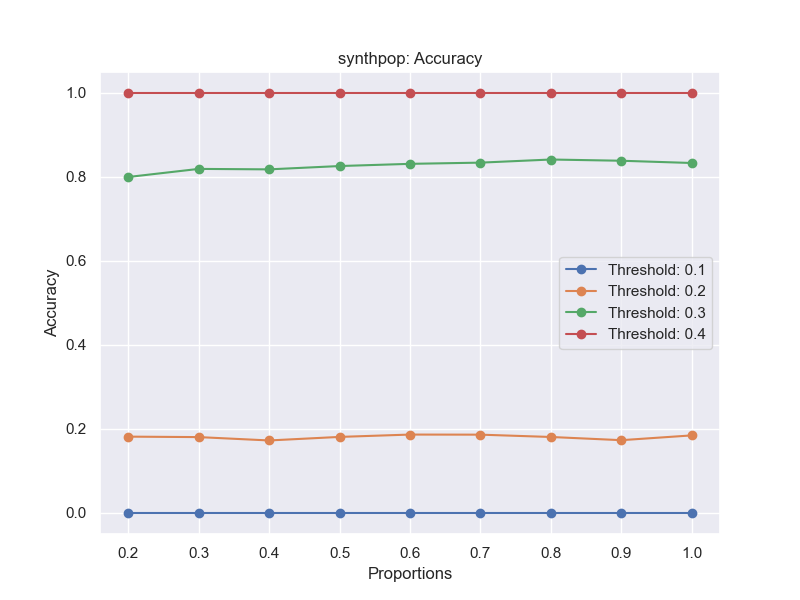 synthpop: Accuracy
Accuracy
1.0
0.8
0.6
0.4
0.2
0.0
Threshold: 0.1
Threshold: 0.2
Threshold: 0.3
Threshold: 0.4
0.2 0.3 0.4 0.5 0.6 0.7 0.8 0.9 1.0
Proportions